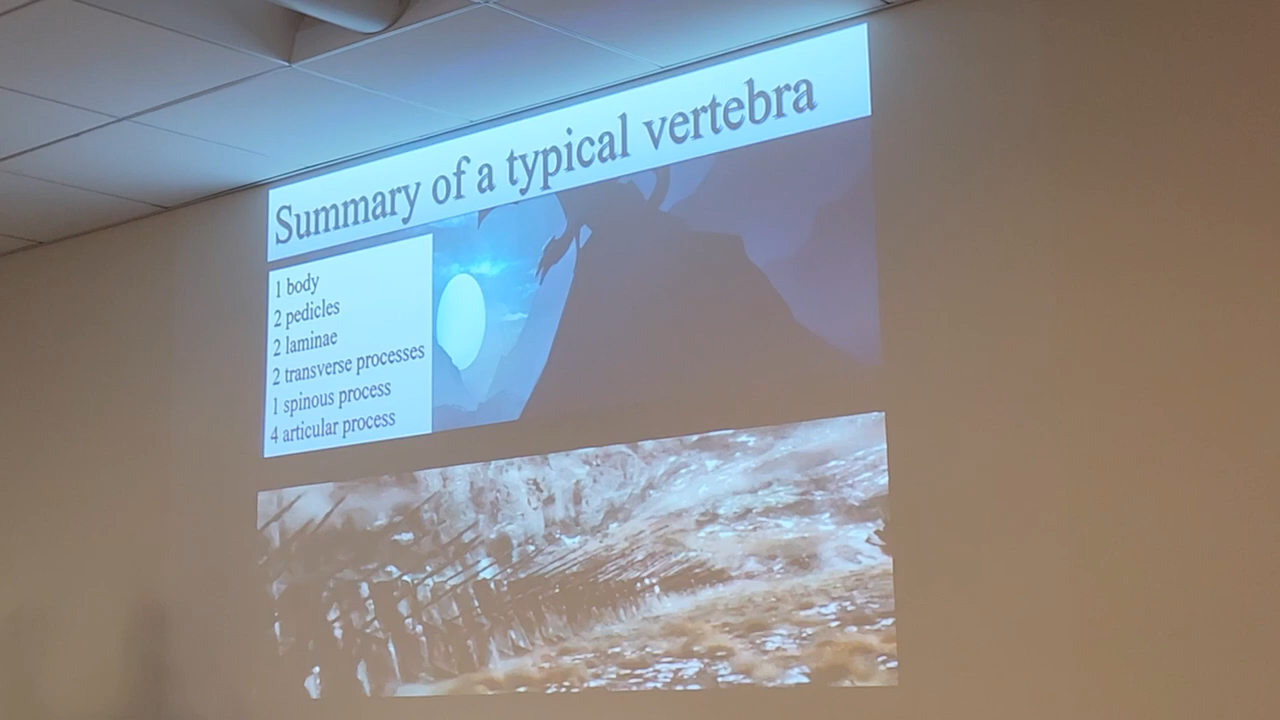 Summary of a typical vertebra
1 body
2 pedicles
2 laminae
2 transverse processes
1 spinous process
4 articular process